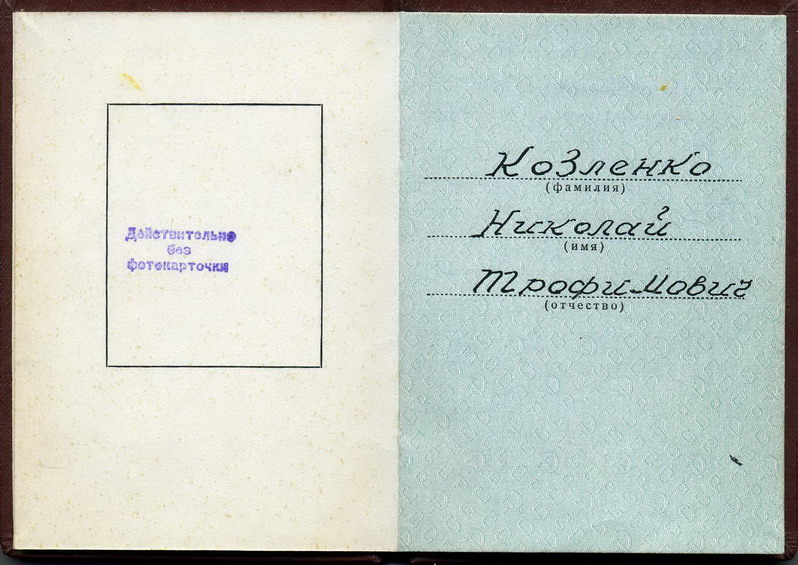 Действительно
без
фотокарточки
Козленко
(фамилия)
Николай
(имя)
Трофимович
(отчество)